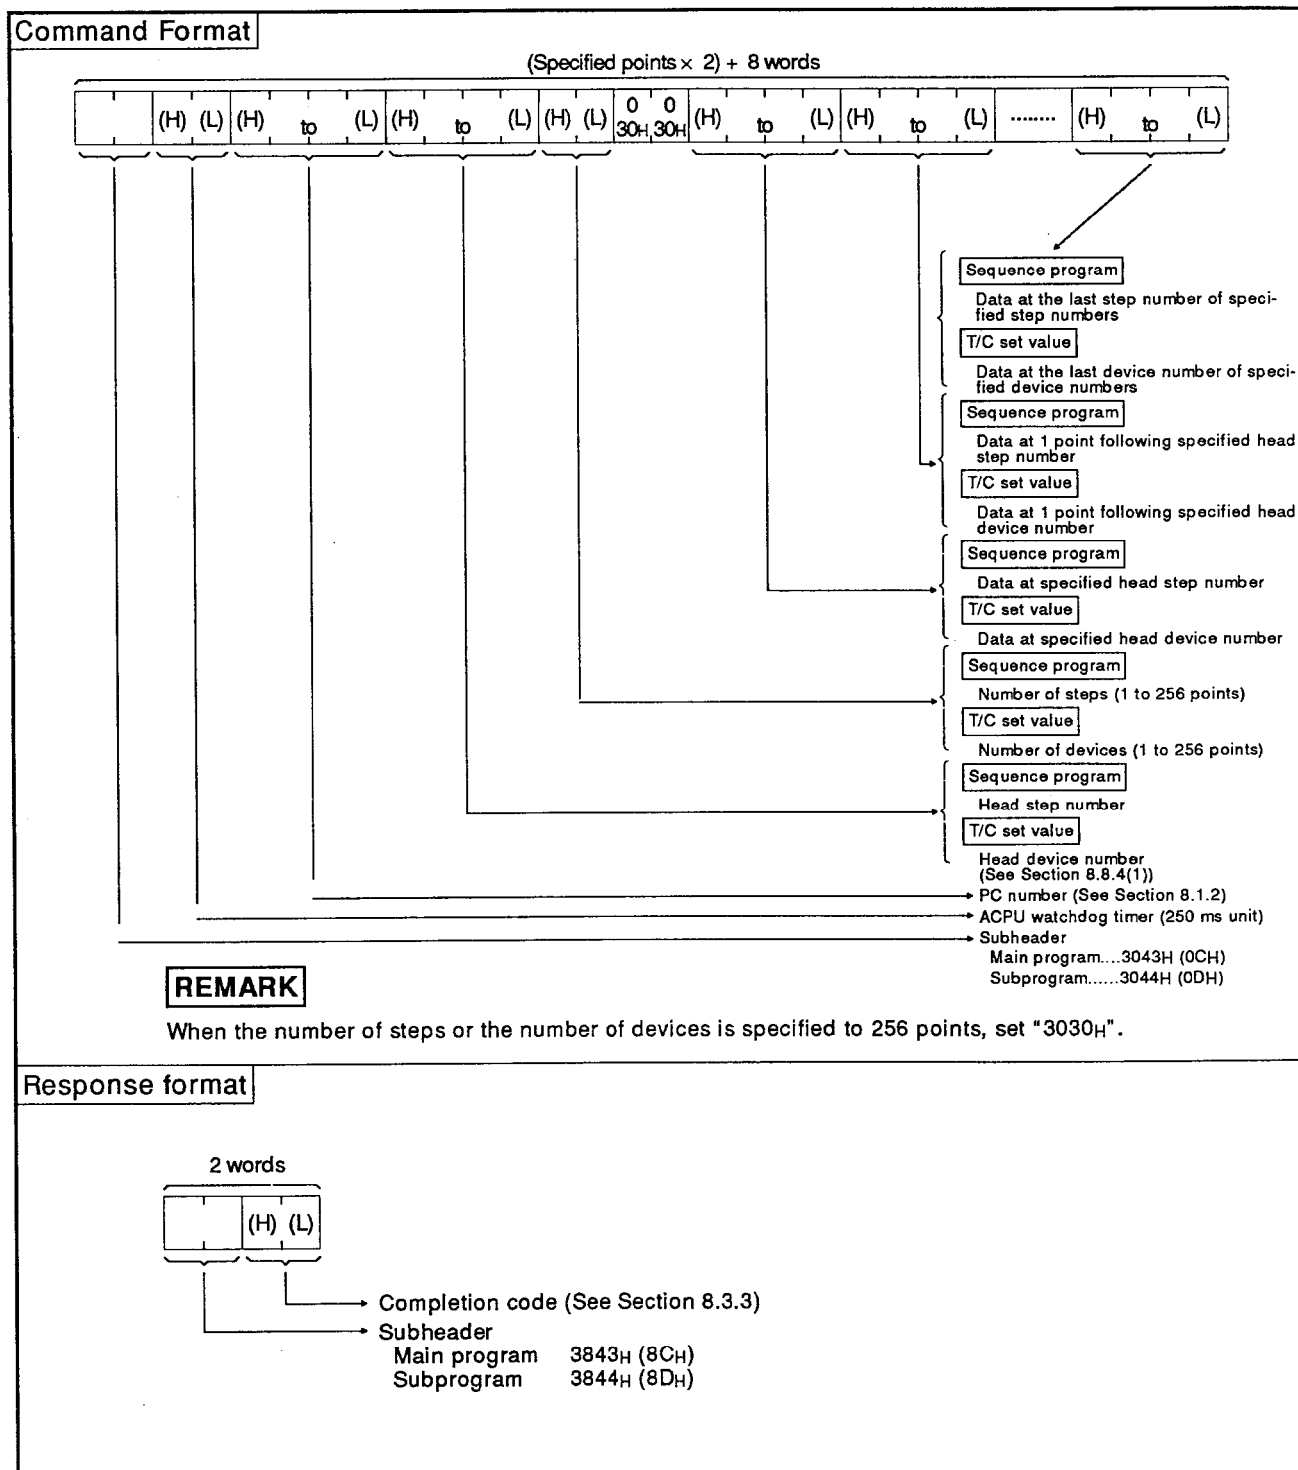 Command Format
(Specified points × 2) + 8 words
(H) (L) (H) to (L) (H) to (L) (H) (L) 0 0 (H) to (L) (H) to (L) ........ (H) to (L)
30H 30H
Sequence program
Data at the last step number of speci-
fied step numbers
T/C set value
Data at the last device number of speci-
fied device numbers
Sequence program
Data at 1 point following specified head
step number
T/C set value
Data at 1 point following specified head
device number
Sequence program
Data at specified head step number
T/C set value
Data at specified head device number
Sequence program
Number of steps (1 to 256 points)
T/C set value
Number of devices (1 to 256 points)
Sequence program
Head step number
T/C set value
Head device number
(See Section 8.8.4(1))
PC number (See Section 8.1.2)
ACPU watchdog timer (250 ms unit)
Subheader
Main program....3043H (0CH)
Subprogram......3044H (0DH)
REMARK
When the number of steps or the number of devices is specified to 256 points, set "3030H".
Response format
2 words
(H) (L)
Completion code (See Section 8.3.3)
Subheader
Main program 3843H (8CH)
Subprogram 3844H (8DH)